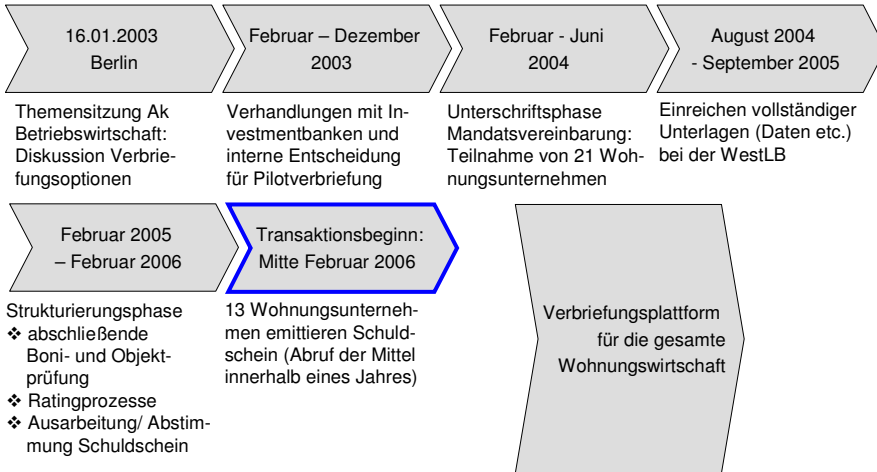 16.01.2003
Berlin
Februar – Dezember
2003
Februar - Juni
2004
August 2004
- September 2005
Themensitzung Ak
Betriebswirtschaft:
Diskussion Verbrie-
fungsoptionen
Verhandlungen mit In-
vestmentbanken und
interne Entscheidung
für Pilotverbriefung
Unterschriftsphase
Mandatsvereinbarung:
Teilnahme von 21 Woh-
nungsunternehmen
Einreichen vollständiger
Unterlagen (Daten etc.)
bei der WestLB
Februar 2005
– Februar 2006
Transaktionsbeginn:
Mitte Februar 2006
Strukturierungsphase
❖ abschließende
Boni- und Objekt-
prüfung
❖ Ratingprozesse
❖ Ausarbeitung/ Abstim-
mung Schuldschein
13 Wohnungsunterneh-
men emittieren Schuld-
schein (Abruf der Mittel
innerhalb eines Jahres)
Verbriefungsplattform
für die gesamte
Wohnungswirtschaft